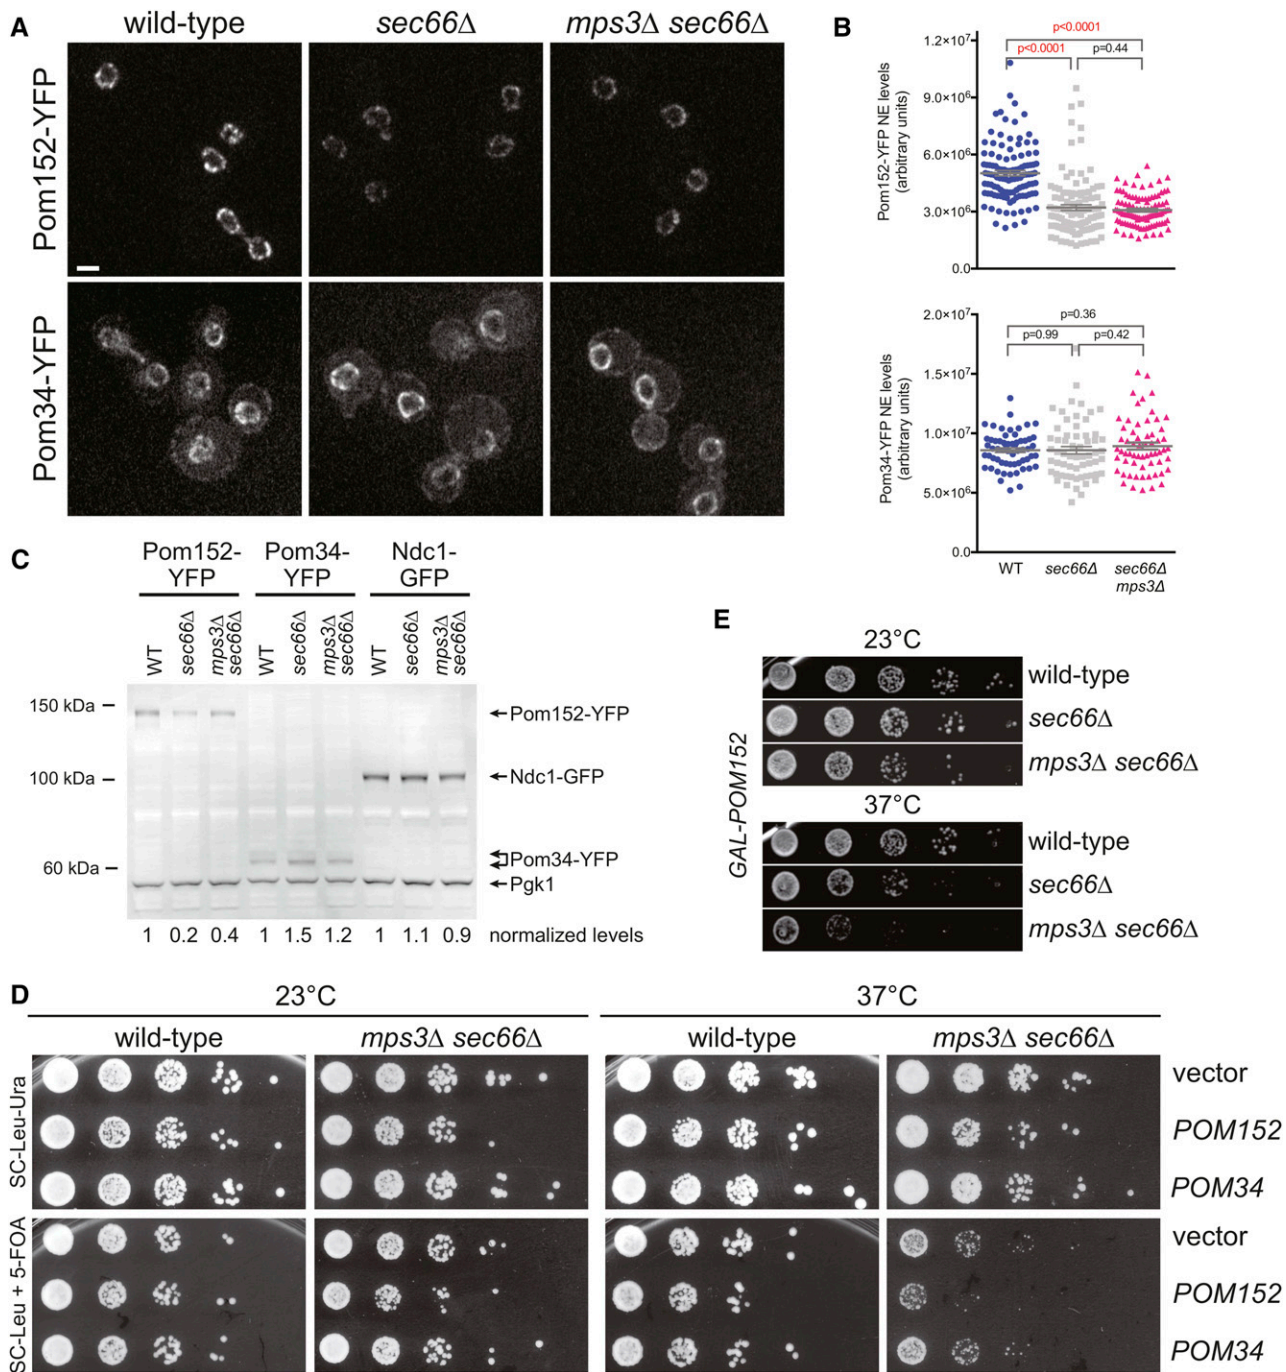 A
wild-type
sec66Δ
mps3Δ sec66Δ
Pom152-YFP
Pom34-YFP
B
Pom152-YFP NE levels
(arbitrary units)
1.2×10⁷
9.0×10⁶
6.0×10⁶
3.0×10⁶
0.0
p<0.0001
p<0.0001
p=0.44
Pom34-YFP NE levels
(arbitrary units)
2.0×10⁷
1.5×10⁷
1.0×10⁷
5.0×10⁶
0.0
p=0.36
p=0.99
p=0.42
WT
sec66Δ
sec66Δ
mps3Δ
C
Pom152-
YFP
Pom34-
YFP
Ndc1-
GFP
WT
sec66Δ
mps3Δ
sec66Δ
WT
sec66Δ
mps3Δ
sec66Δ
WT
sec66Δ
mps3Δ
sec66Δ
150 kDa
100 kDa
60 kDa
Pom152-YFP
Ndc1-GFP
Pom34-YFP
Pgk1
1 0.2 0.4 1 1.5 1.2 1 1.1 0.9 normalized levels
E
GAL-POM152
23°C
wild-type
sec66Δ
mps3Δ sec66Δ
37°C
wild-type
sec66Δ
mps3Δ sec66Δ
D
23°C
37°C
wild-type
mps3Δ sec66Δ
wild-type
mps3Δ sec66Δ
SC-Leu-Ura
vector
POM152
POM34
SC-Leu + 5-FOA
vector
POM152
POM34